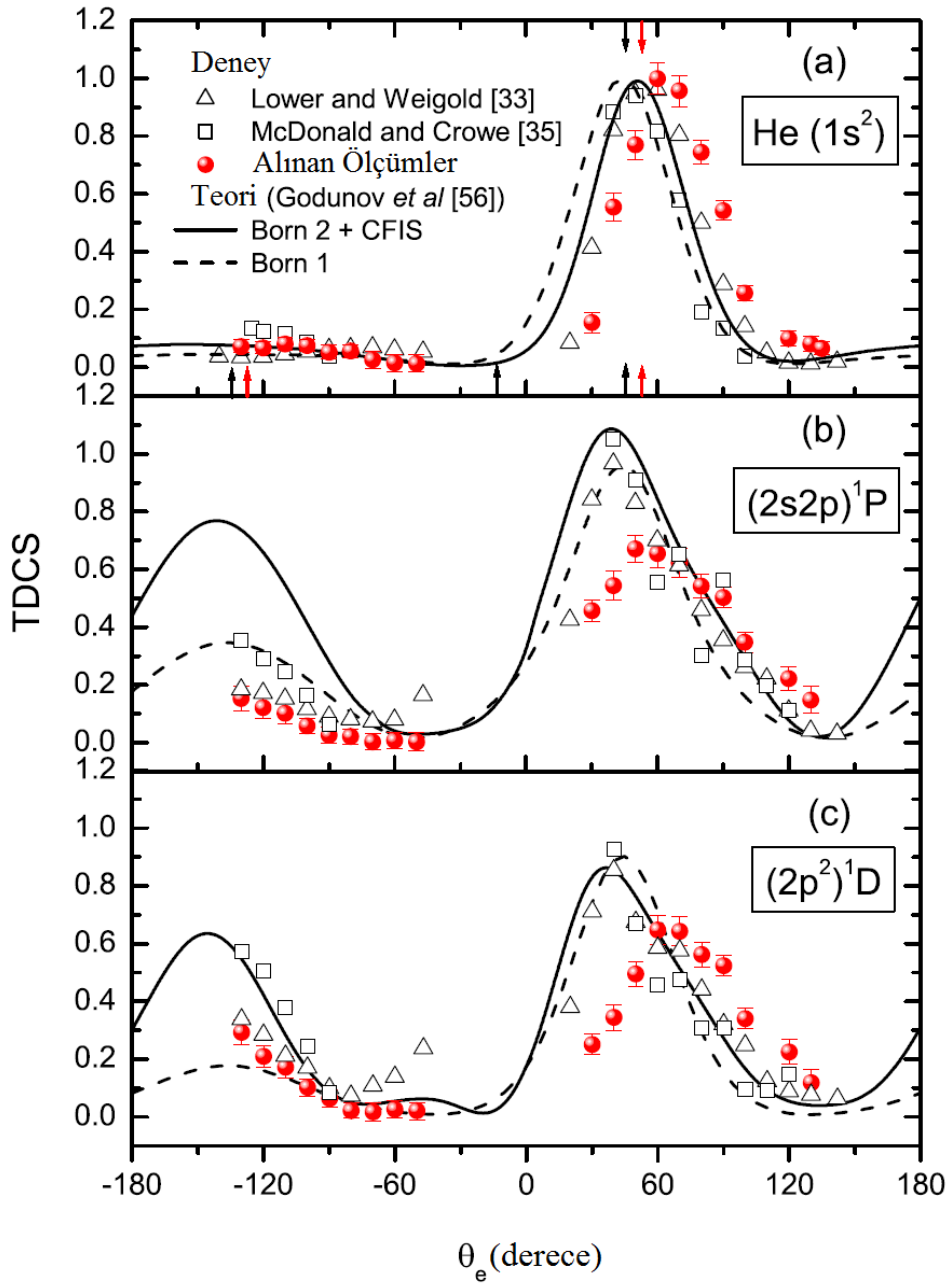 1.2
1.0
0.8
0.6
0.4
0.2
0.0
Deney
Lower and Weigold [33]
McDonald and Crowe [35]
Alınan Ölçümler
Teori (Godunov et al [56])
Born 2 + CFIS
Born 1
(a)
He (1s²)
1.2
1.0
0.8
0.6
0.4
0.2
0.0
(b)
(2s2p)¹P
TDCS
1.2
1.0
0.8
0.6
0.4
0.2
0.0
(c)
(2p²)¹D
-180 -120 -60 0 60 120 180
θₑ (derece)